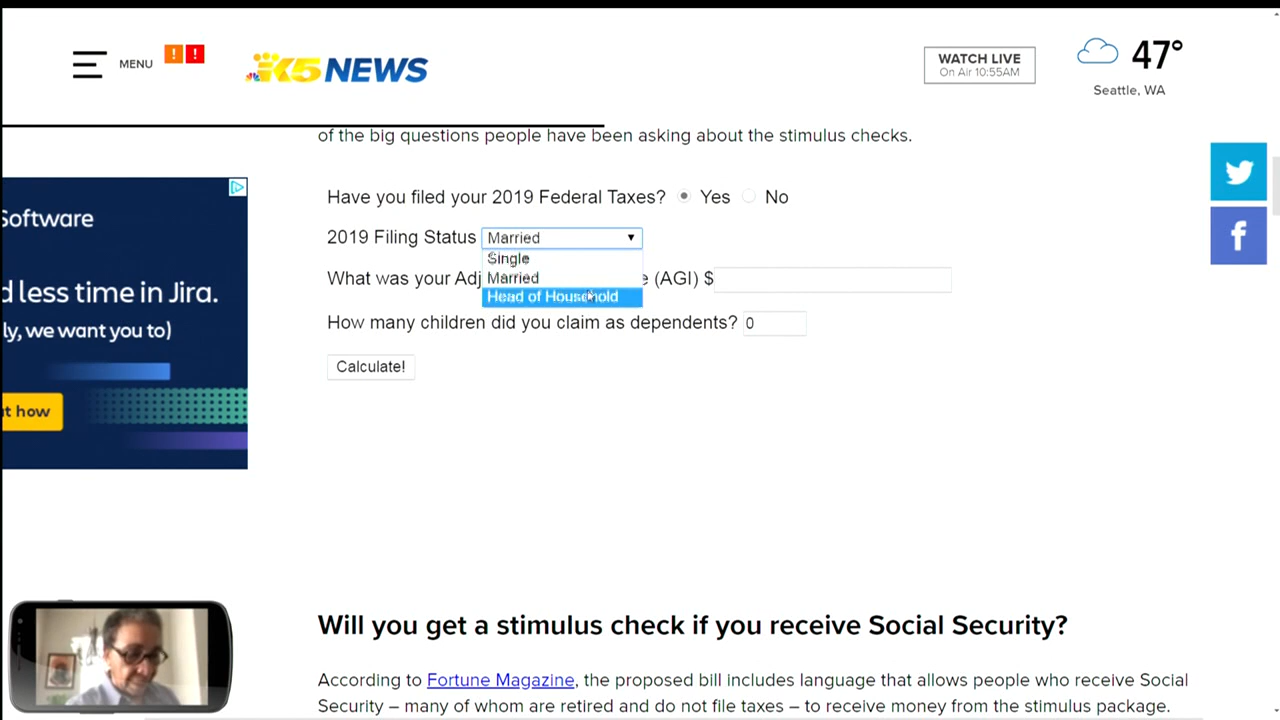 MENU
! !
K5 NEWS
WATCH LIVE
On Air 10:55AM
47°
Seattle, WA
of the big questions people have been asking about the stimulus checks.
Software
d less time in Jira.
ly, we want you to)
t how
Have you filed your 2019 Federal Taxes? Yes No
2019 Filing Status Married
Single
Married
Head of Household
What was your Adj e (AGI) $
How many children did you claim as dependents? 0
Calculate!
Will you get a stimulus check if you receive Social Security?
According to Fortune Magazine, the proposed bill includes language that allows people who receive Social
Security – many of whom are retired and do not file taxes – to receive money from the stimulus package.